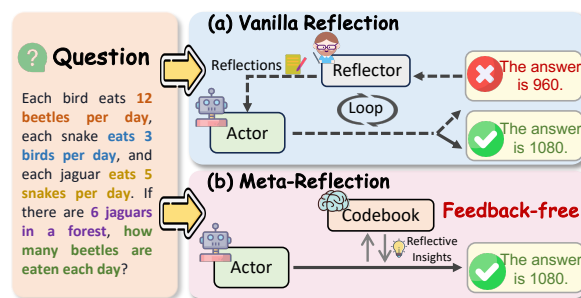 Question
Each bird eats 12
beetles per day,
each snake eats 3
birds per day, and
each jaguar eats 5
snakes per day. If
there are 6 jaguars
in a forest, how
many beetles are
eaten each day?
(a) Vanilla Reflection
Reflections
Reflector
The answer
is 960.
Loop
Actor
The answer
is 1080.
(b) Meta-Reflection
Codebook
Feedback-free
Reflective
Insights
Actor
The answer
is 1080.